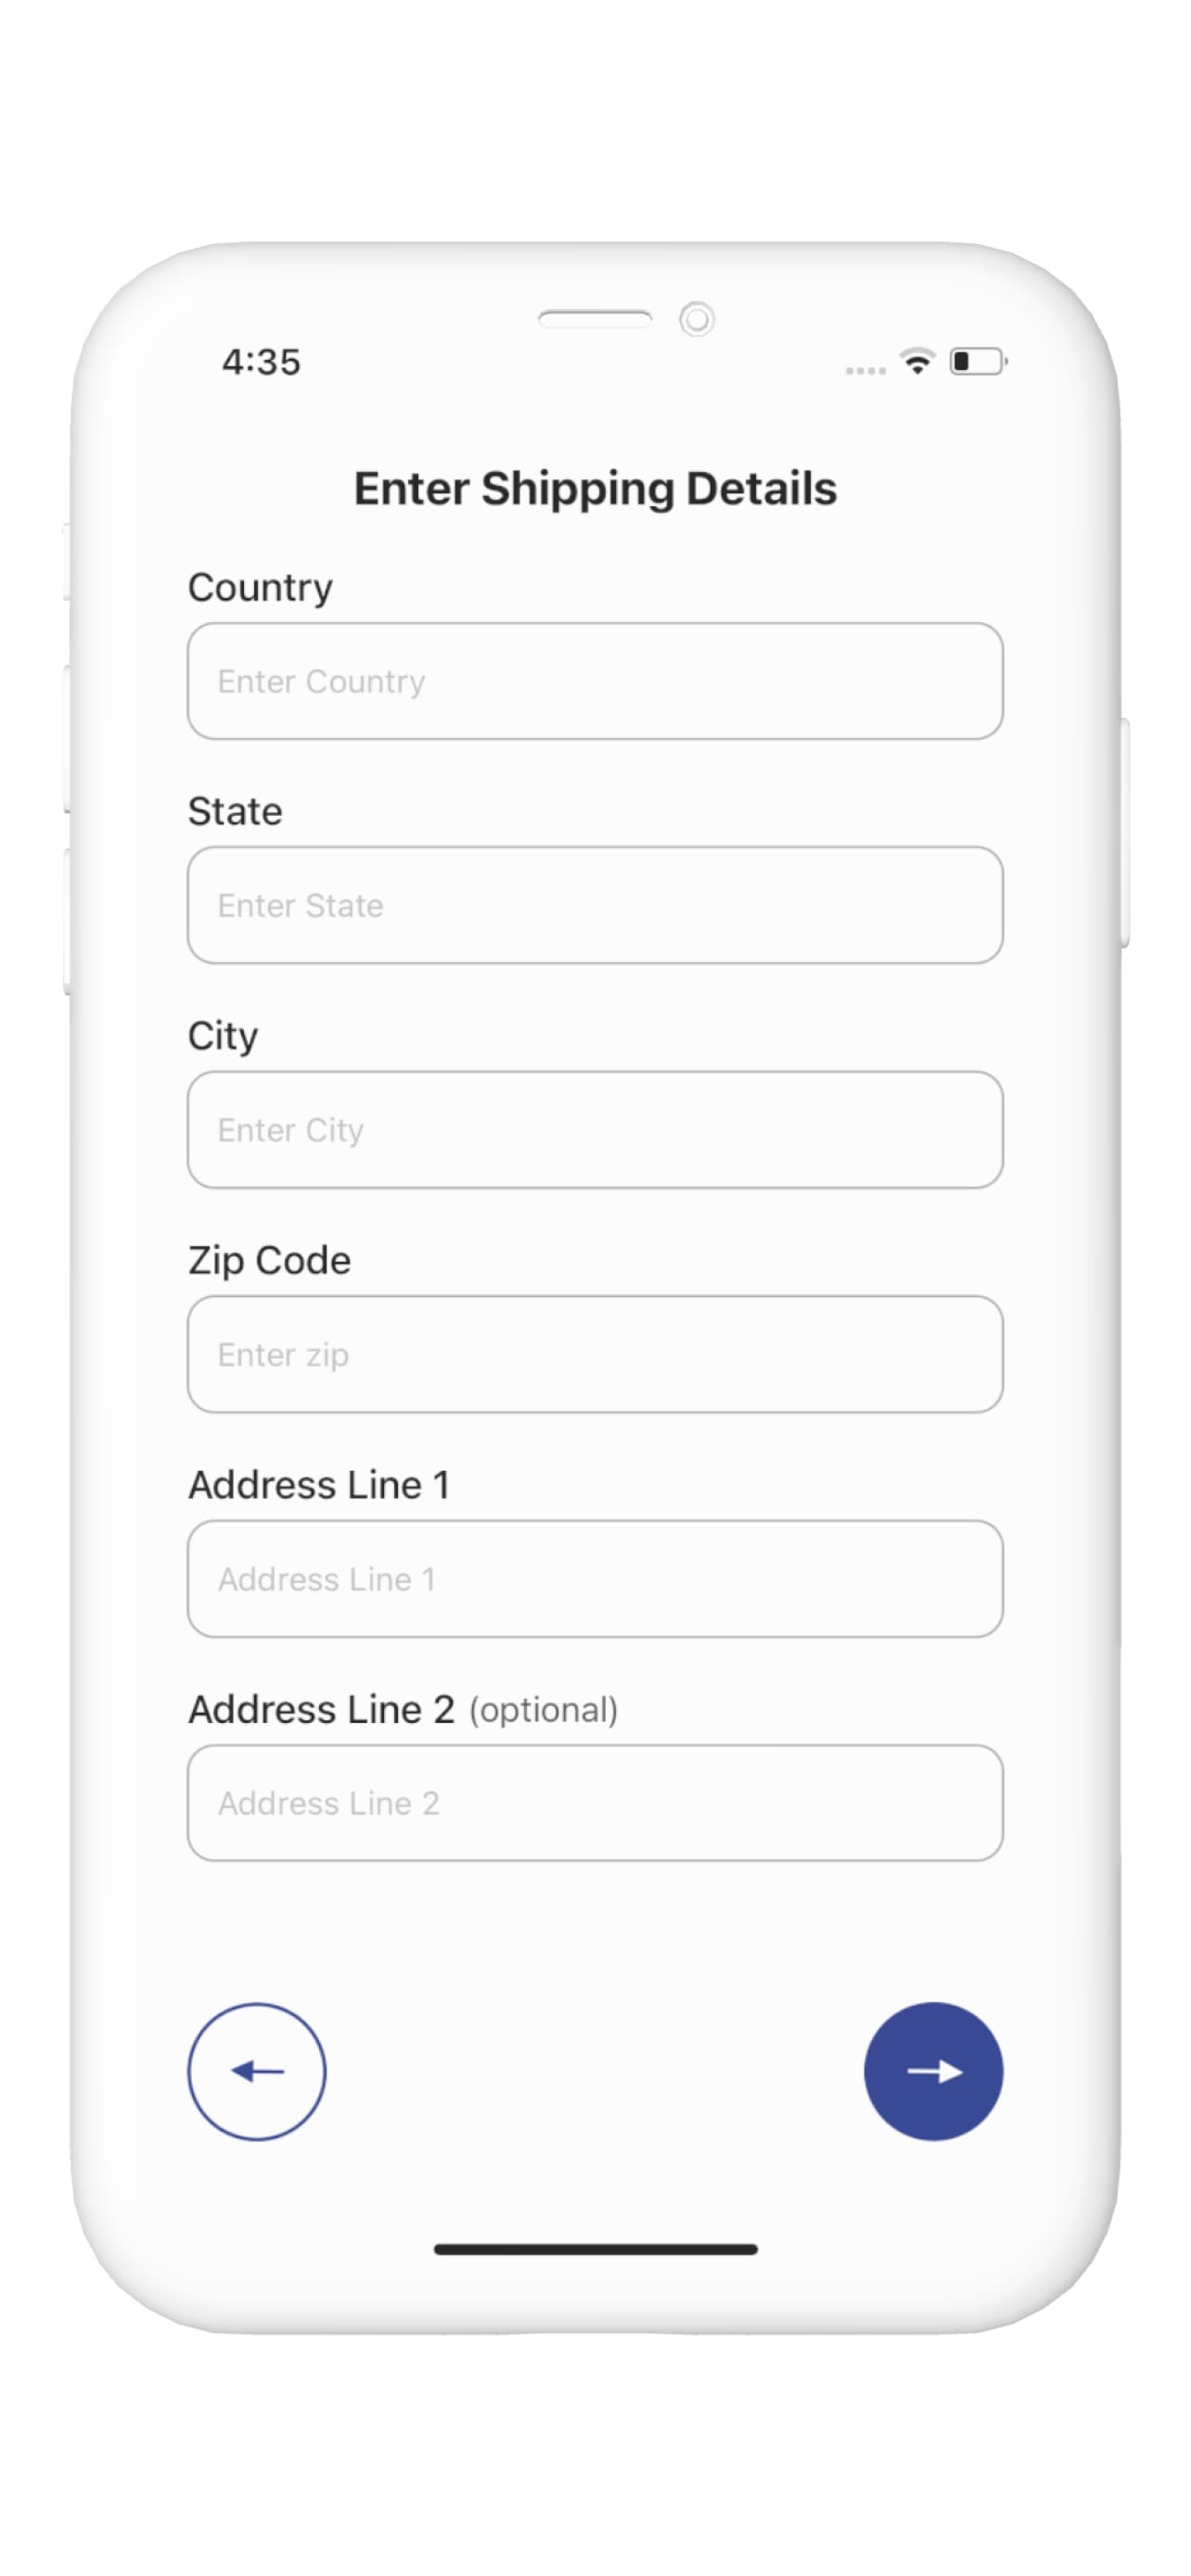 4:35
Enter Shipping Details
Country
Enter Country
State
Enter State
City
Enter City
Zip Code
Enter zip
Address Line 1
Address Line 1
Address Line 2 (optional)
Address Line 2